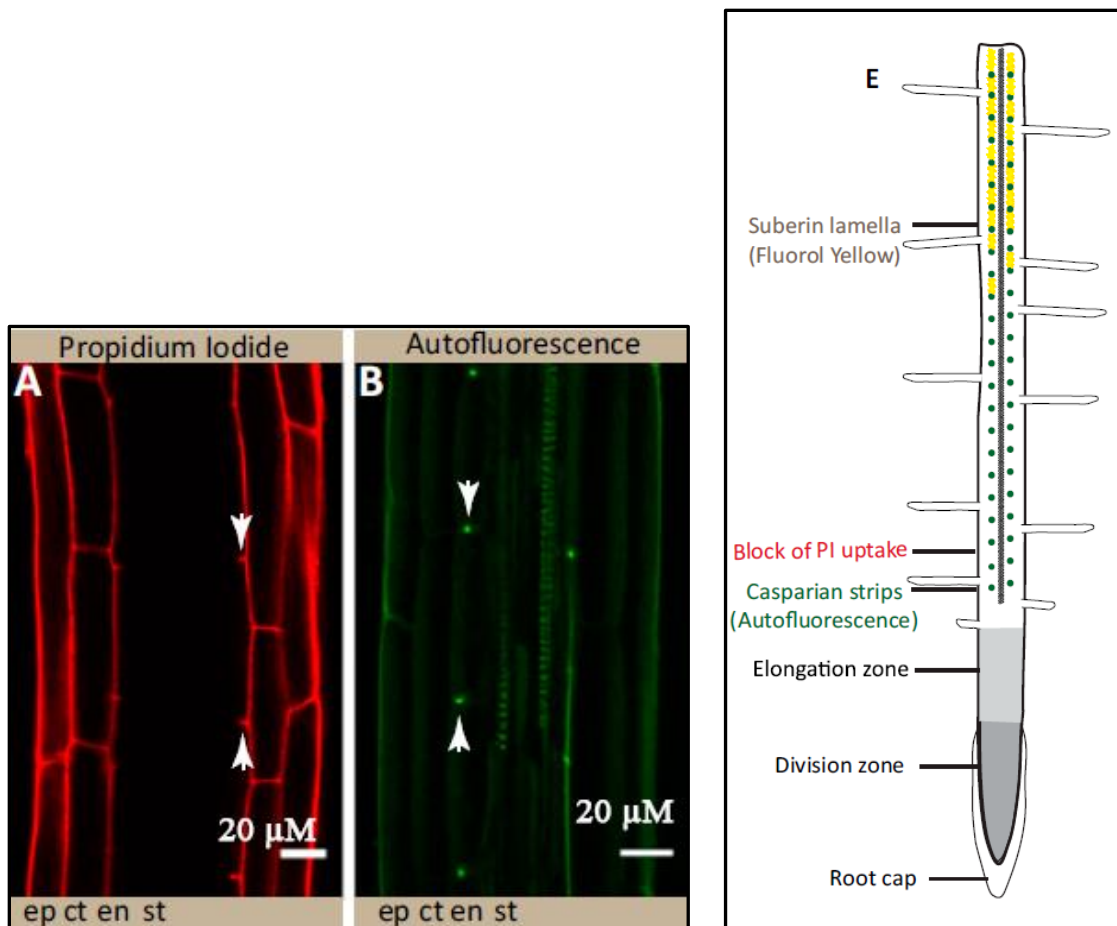 Propidium Iodide
A
20 µM
ep ct en st
Autofluorescence
B
20 µM
ep ct en st
E
Suberin lamella
(Fluorol Yellow)
Block of PI uptake
Casparian strips
(Autofluorescence)
Elongation zone
Division zone
Root cap